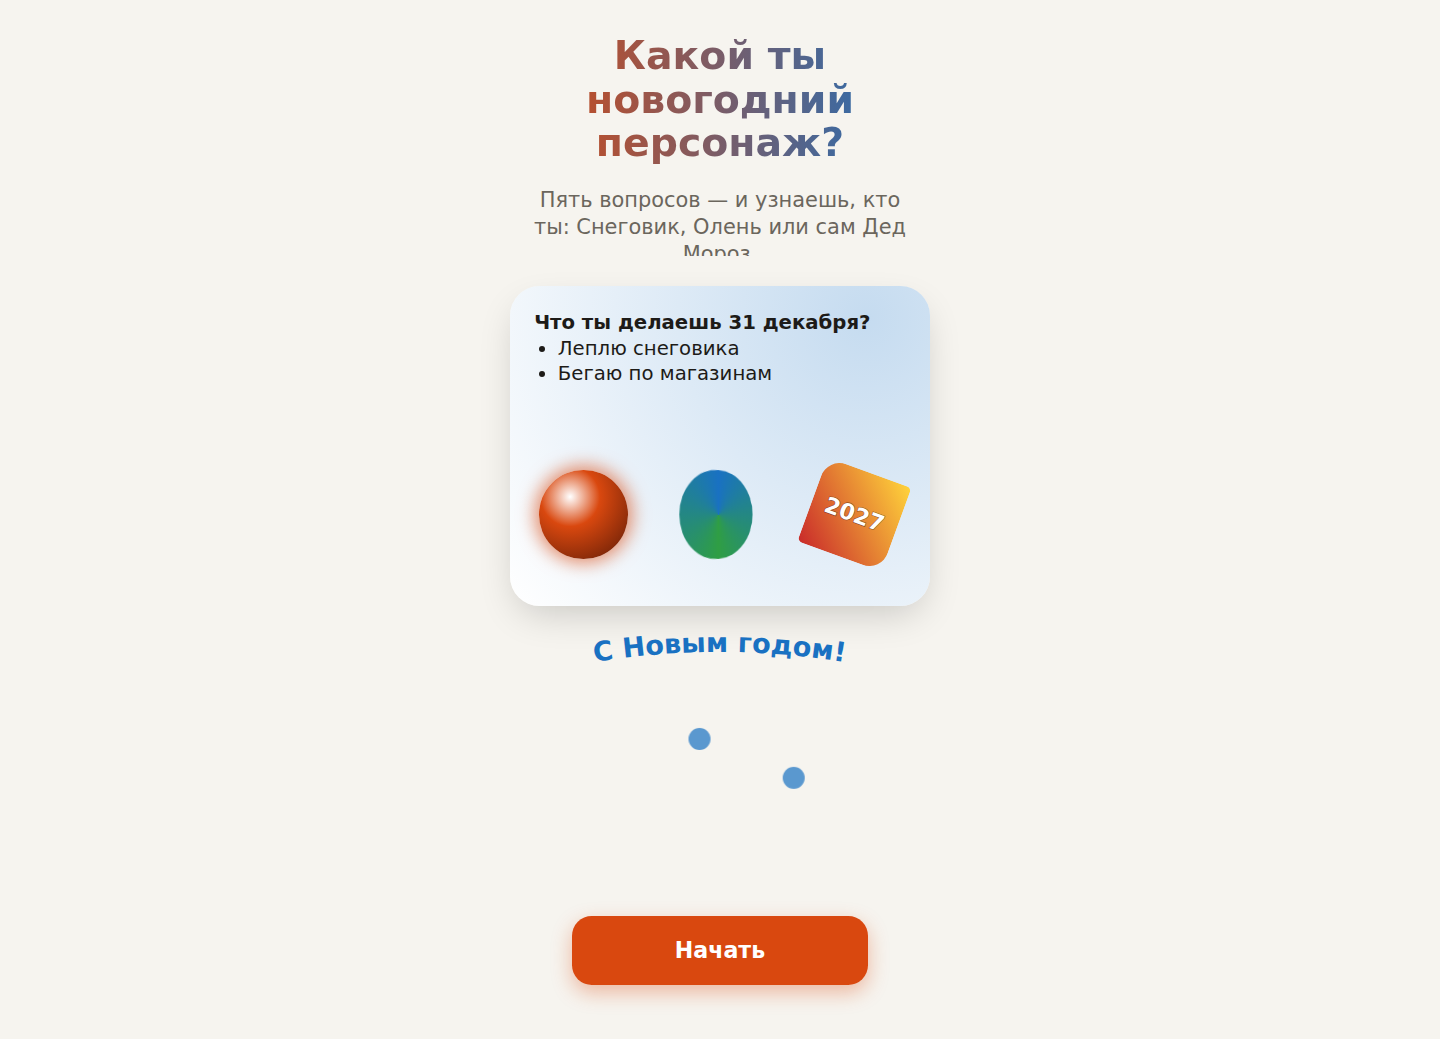 Какой ты
новогодний
персонаж?
Пять вопросов — и узнаешь, кто
ты: Снеговик, Олень или сам Дед
Мороз
Что ты делаешь 31 декабря?
Леплю снеговика
Бегаю по магазинам
2027
С Новым годом!
Начать